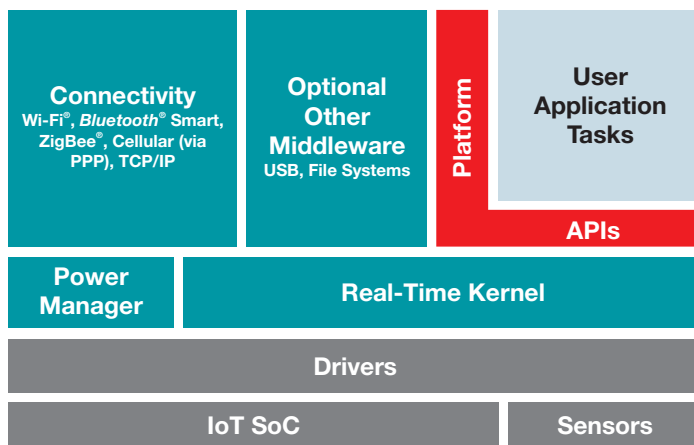 Connectivity
Wi-Fi®, Bluetooth® Smart,
ZigBee®, Cellular (via
PPP), TCP/IP
Optional
Other
Middleware
USB, File Systems
Platform
User
Application
Tasks
APIs
Power
Manager
Real-Time Kernel
Drivers
IoT SoC
Sensors